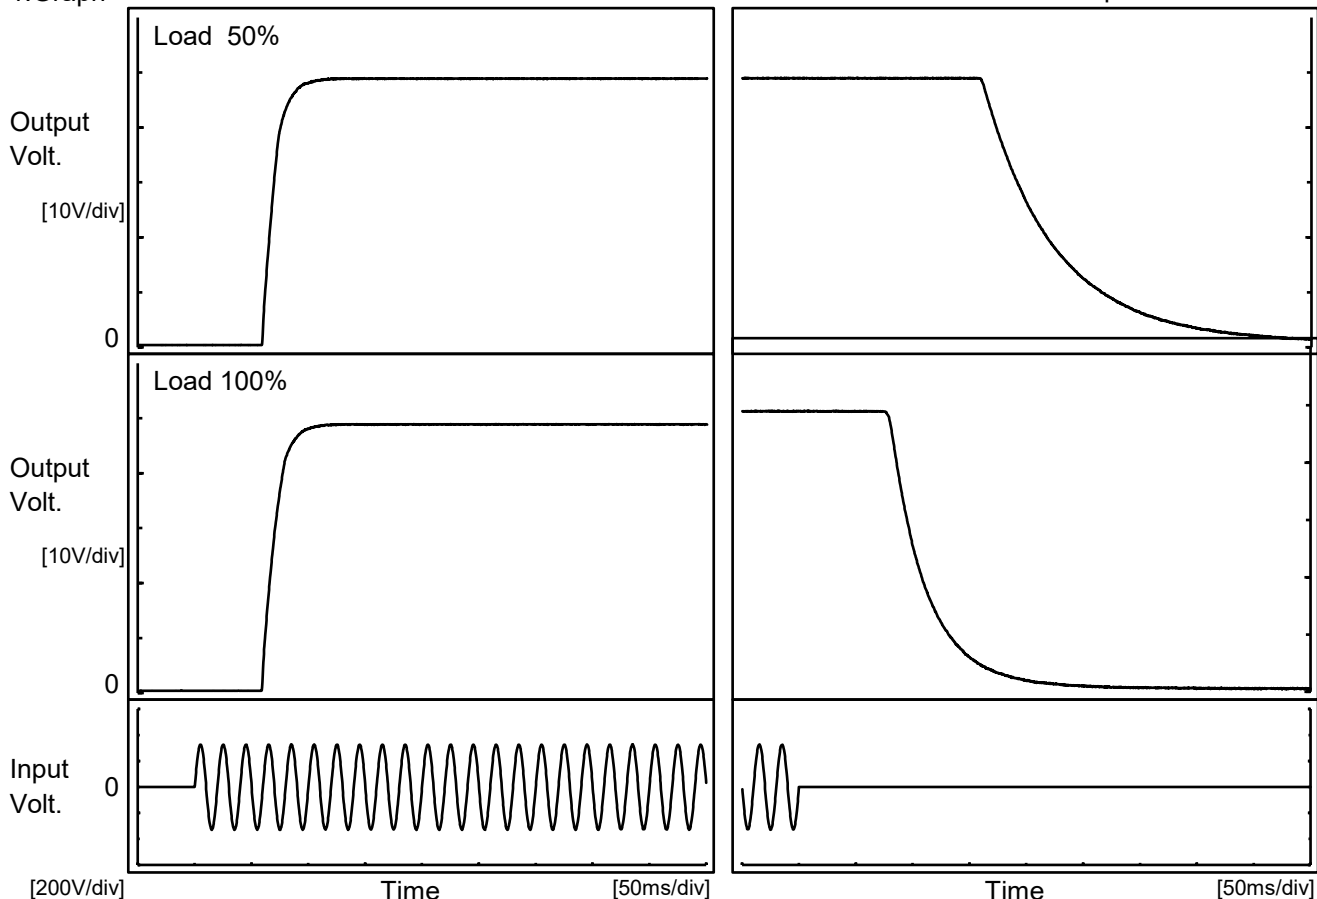 Load 50%
Output
Volt.
[10V/div]
0
Load 100%
Output
Volt.
[10V/div]
0
Input
Volt.
0
[200V/div]
Time
[50ms/div]
Time
[50ms/div]